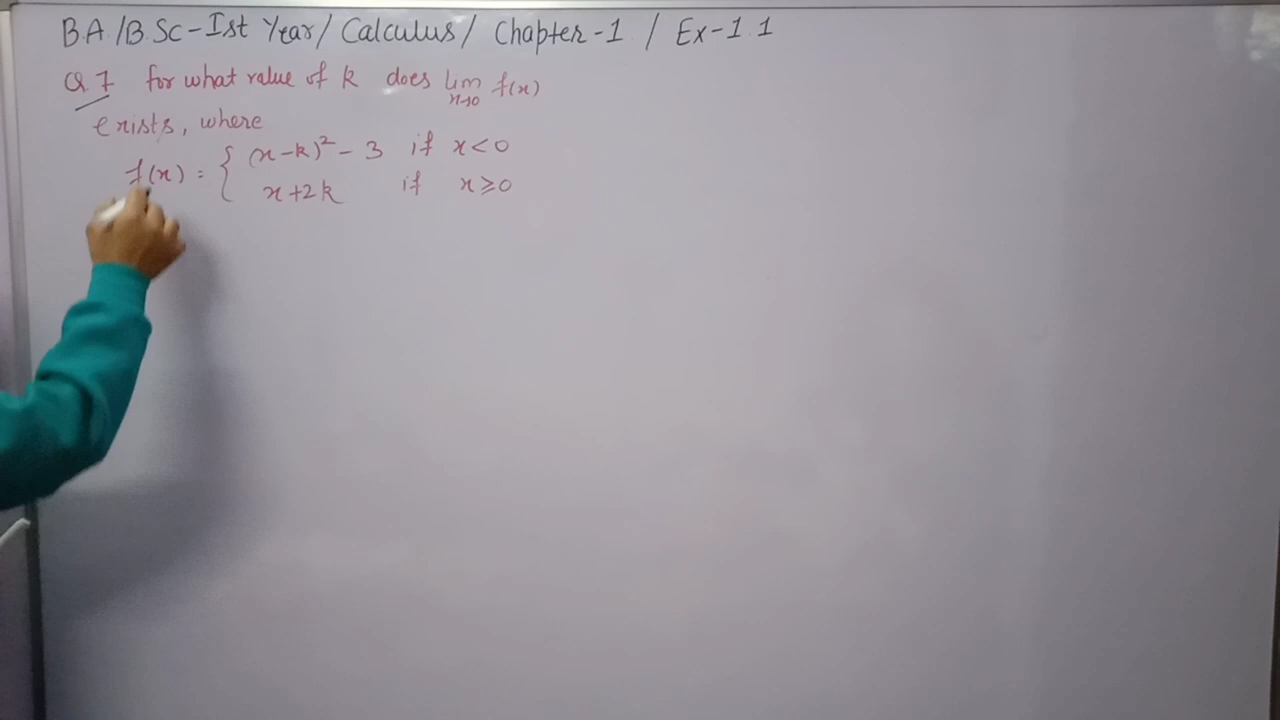 B.A./B.Sc-Ist Year/ Calculus/ Chapter-1 / Ex-1.1
Q.7 for what value of k does lim x→0 f(x)
exists, where
f(x) = { (x-k)² - 3 if x<0
x+2k if x≥0